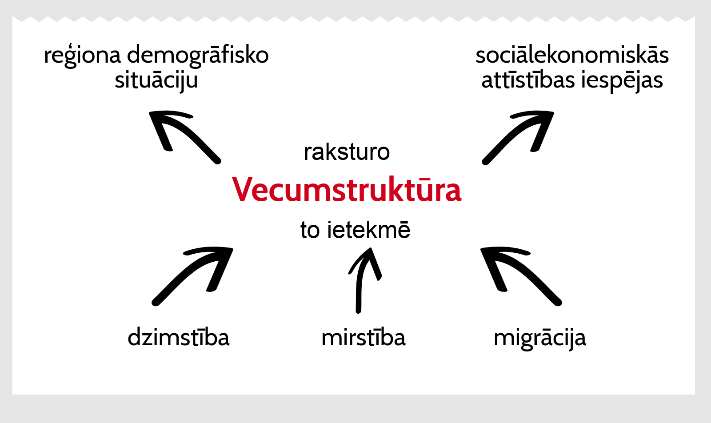 reģiona demogrāfisko
situāciju
sociālekonomiskās
attīstības iespējas
raksturo
Vecumstruktūra
to ietekmē
dzimstība
mirstība
migrācija